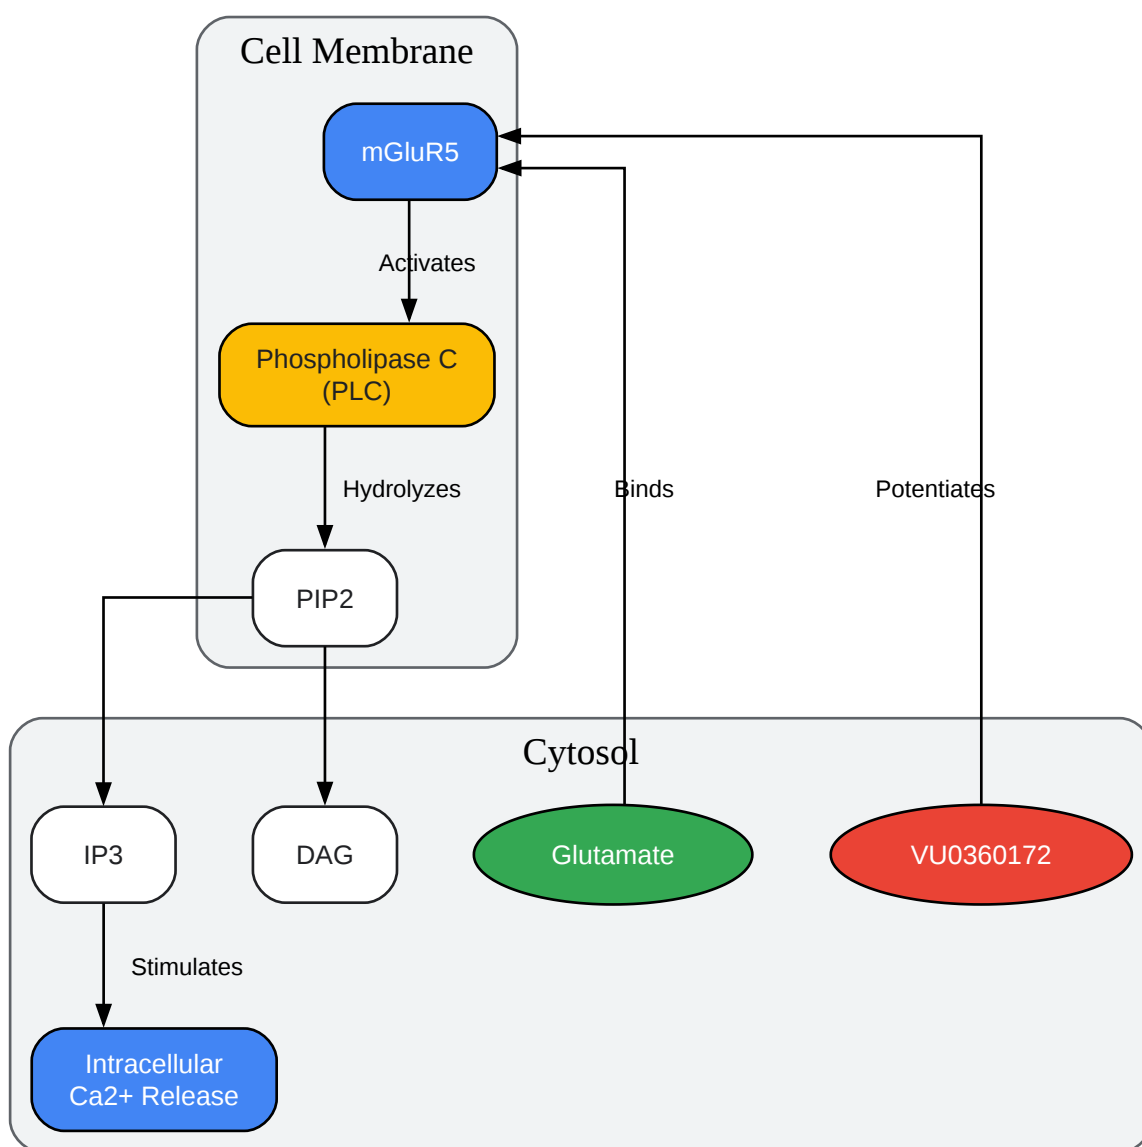 Cell Membrane
mGluR5
Activates
Phospholipase C
(PLC)
Hydrolyzes
Binds
Potentiates
PIP2
Cytosol
IP3
DAG
Glutamate
VU0360172
Stimulates
Intracellular
Ca2+ Release